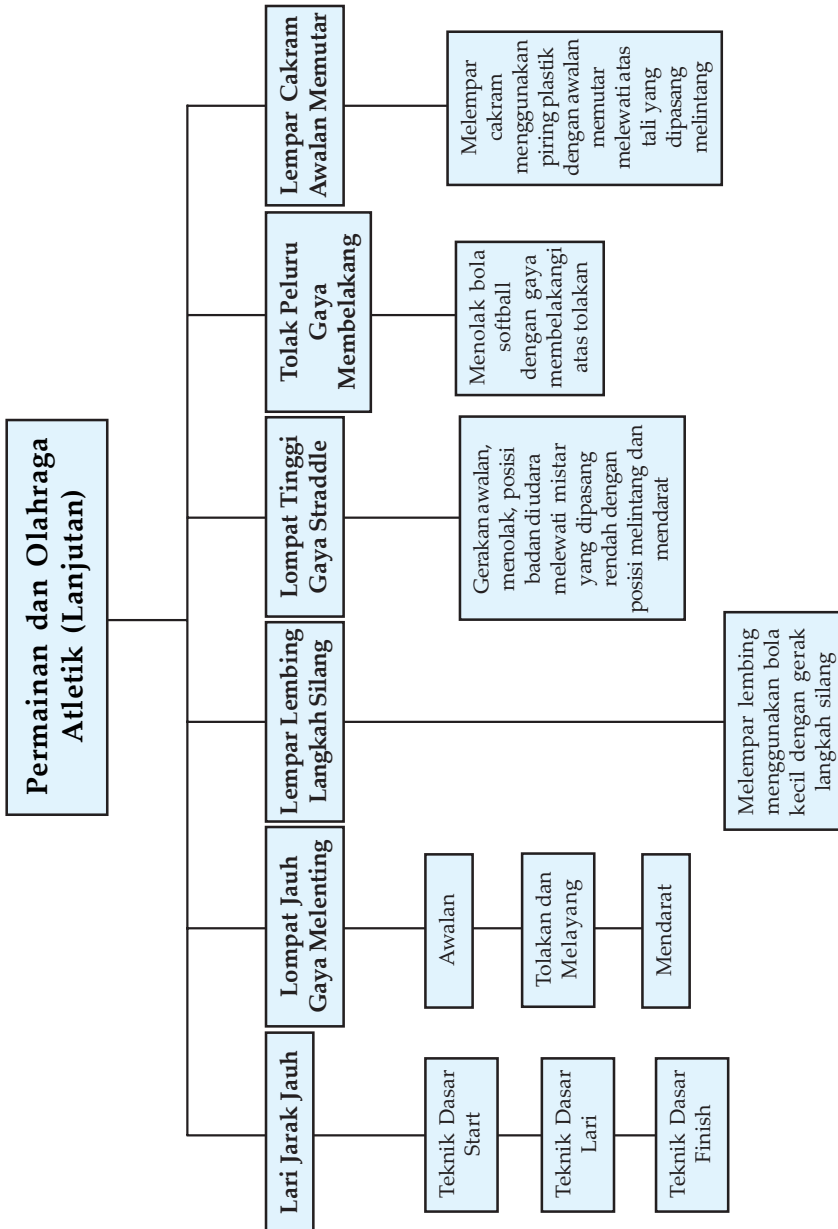 Permainan dan Olahraga
Atletik (Lanjutan)
Lari Jarak Jauh
Teknik Dasar
Start
Teknik Dasar
Lari
Teknik Dasar
Finish
Lompat Jauh
Gaya Melenting
Awalan
Tolakan dan
Melayang
Mendarat
Lempar Lembing
Langkah Silang
Melempar lembing
menggunakan bola
kecil dengan gerak
langkah silang
Lompat Tinggi
Gaya Straddle
Gerakan awalan,
menolak, posisi
badan di udara
melewati mistar
yang dipasang
rendah dengan
posisi melintang dan
mendarat
Tolak Peluru
Gaya
Membelakang
Menolak bola
softball
dengan gaya
membelakangi
atas tolakan
Lempar Cakram
Awalan Memutar
Melempar
cakram
menggunakan
piring plastik
dengan awalan
memutar
melewati atas
tali yang
dipasang
melintang